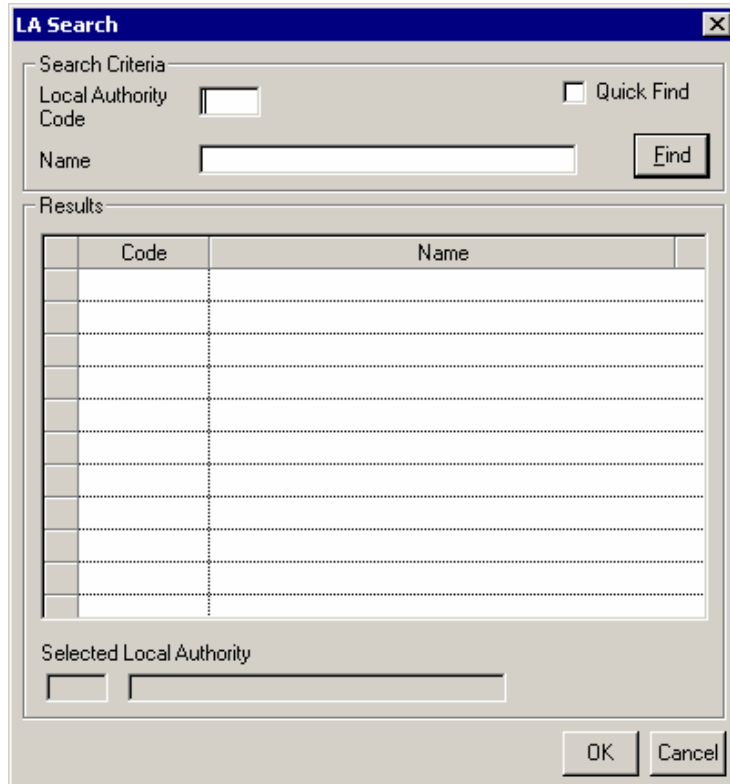 LA Search
Search Criteria
Local Authority
Code
Quick Find
Name
Find
Results
Code Name
Selected Local Authority
OK Cancel